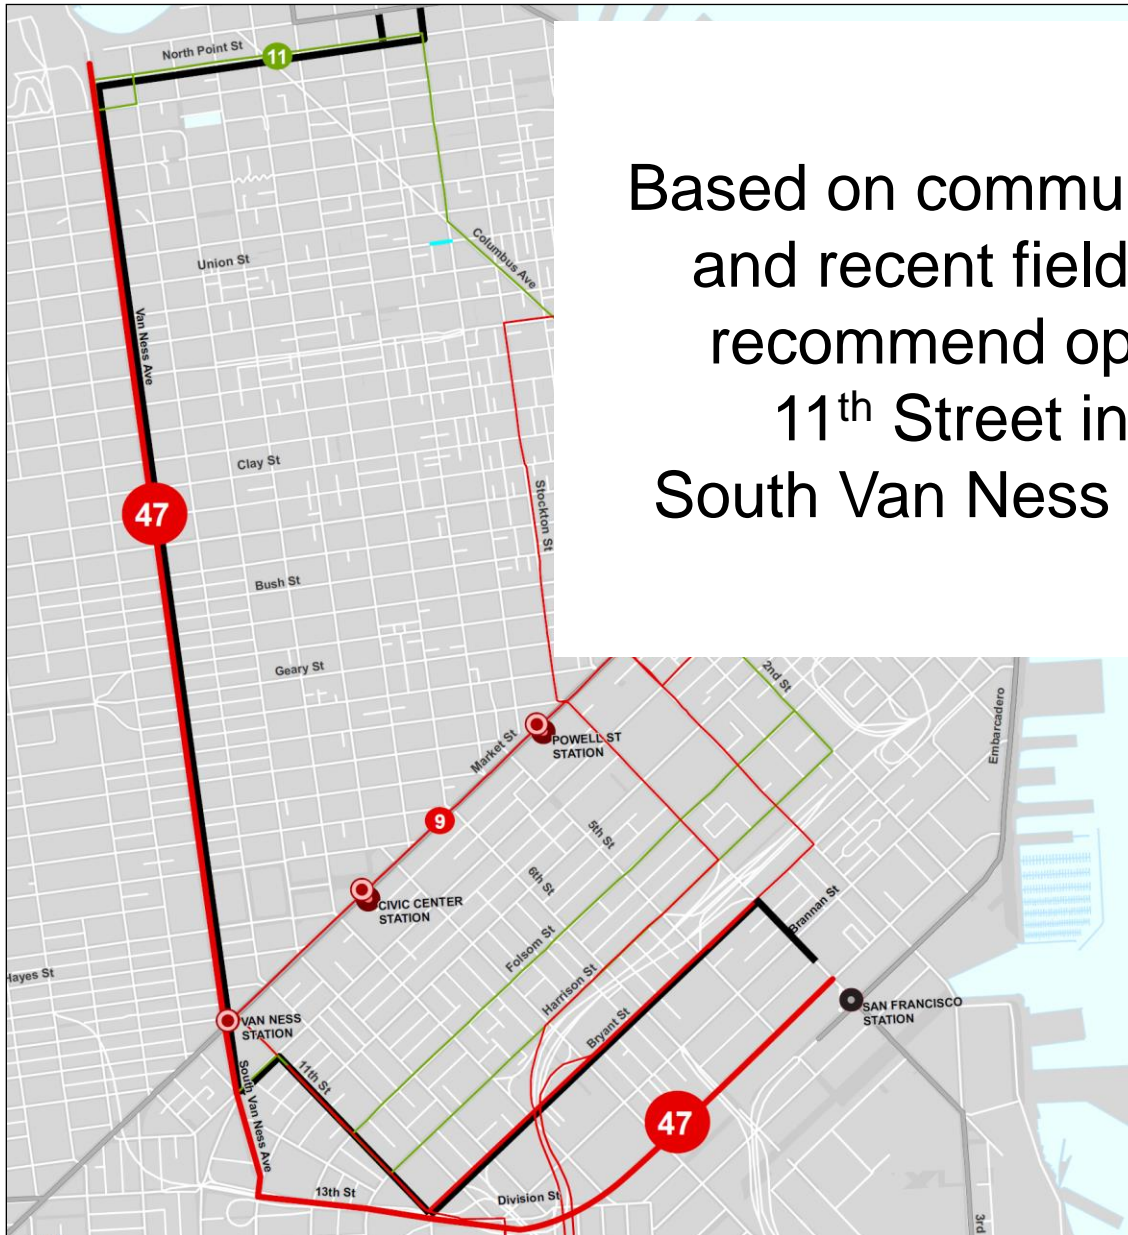 North Point St
11
Based on commu
and recent field
recommend op
11th Street in
South Van Ness
Columbus Ave
Union St
Van Ness Ave
Clay St
47
Stockton St
Bush St
Geary St
2nd St
Embarcadero
Market St
POWELL ST
STATION
9
5th St
6th St
CIVIC CENTER
STATION
Brannan St
Folsom St
Hayes St
Harrison St
SAN FRANCISCO
STATION
VAN NESS
STATION
Bryant St
11th St
South Van Ness Ave
47
13th St
Division St
3rd